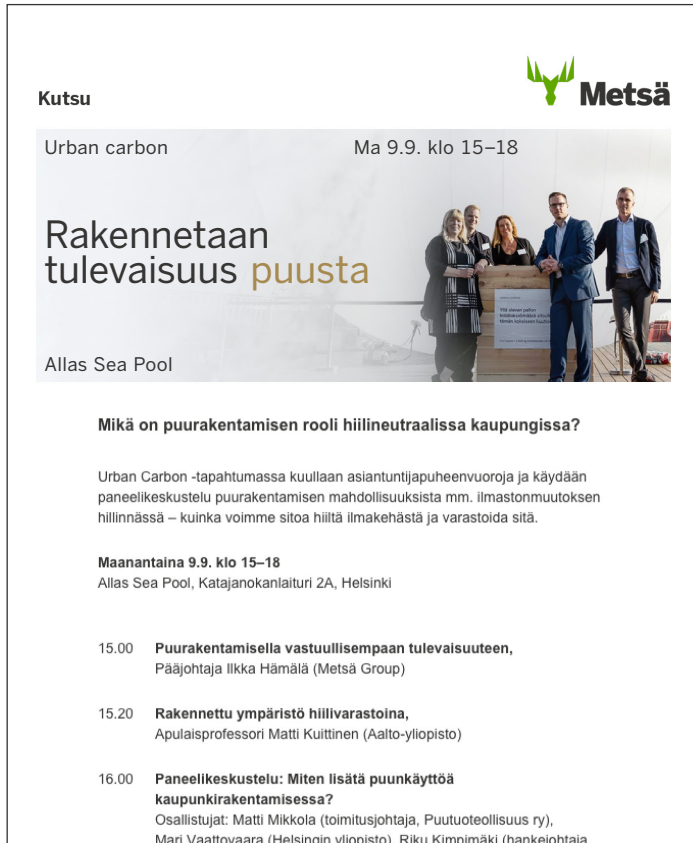 Kutsu
Metsä
Urban carbon
Ma 9.9. klo 15–18
Rakennetaan
tulevaisuus puusta
Allas Sea Pool
Mikä on puurakentamisen rooli hiilineutraalissa kaupungissa?
Urban Carbon -tapahtumassa kuullaan asiantuntijapuheenvuoroja ja käydään
paneelikeskustelu puurakentamisen mahdollisuuksista mm. ilmastonmuutoksen
hillinnässä – kuinka voimme sitoa hiiltä ilmakehästä ja varastoida sitä.
Maanantaina 9.9. klo 15–18
Allas Sea Pool, Katajanokanlaituri 2A, Helsinki
15.00 Puurakentamisella vastuullisempaan tulevaisuuteen,
Pääjohtaja Ilkka Hämälä (Metsä Group)
15.20 Rakennettu ympäristö hiilivarastoina,
Apulaisprofessori Matti Kuittinen (Aalto-yliopisto)
16.00 Paneelikeskustelu: Miten lisätä puunkäyttöä
kaupunkirakentamisessa?
Osallistujat: Matti Mikkola (toimitusjohtaja, Puutuoteollisuus ry),
Mari Vaattovaara (Helsingin yliopisto), Riku Kimpimäki (hankejohtaja